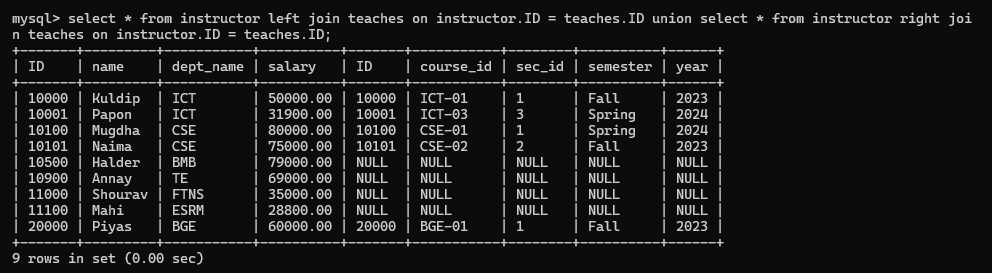 mysql> select * from instructor left join teaches on instructor.ID = teaches.ID union select * from instructor right joi
n teaches on instructor.ID = teaches.ID;
+-------+---------+-----------+----------+-------+-----------+--------+----------+------+
| ID    | name    | dept_name | salary   | ID    | course_id | sec_id | semester | year |
+-------+---------+-----------+----------+-------+-----------+--------+----------+------+
| 10000 | Kuldip  | ICT       | 50000.00 | 10000 | ICT-01    | 1      | Fall     | 2023 |
| 10001 | Papon   | ICT       | 31900.00 | 10001 | ICT-03    | 3      | Spring   | 2024 |
| 10100 | Mugdha  | CSE       | 80000.00 | 10100 | CSE-01    | 1      | Spring   | 2024 |
| 10101 | Naima   | CSE       | 75000.00 | 10101 | CSE-02    | 2      | Fall     | 2023 |
| 10500 | Halder  | BMB       | 79000.00 | NULL  | NULL      | NULL   | NULL     | NULL |
| 10900 | Annay   | TE        | 69000.00 | NULL  | NULL      | NULL   | NULL     | NULL |
| 11000 | Shourav | FTNS      | 35000.00 | NULL  | NULL      | NULL   | NULL     | NULL |
| 11100 | Mahi    | ESRM      | 28800.00 | NULL  | NULL      | NULL   | NULL     | NULL |
| 20000 | Piyas   | BGE       | 60000.00 | 20000 | BGE-01    | 1      | Fall     | 2023 |
+-------+---------+-----------+----------+-------+-----------+--------+----------+------+
9 rows in set (0.00 sec)